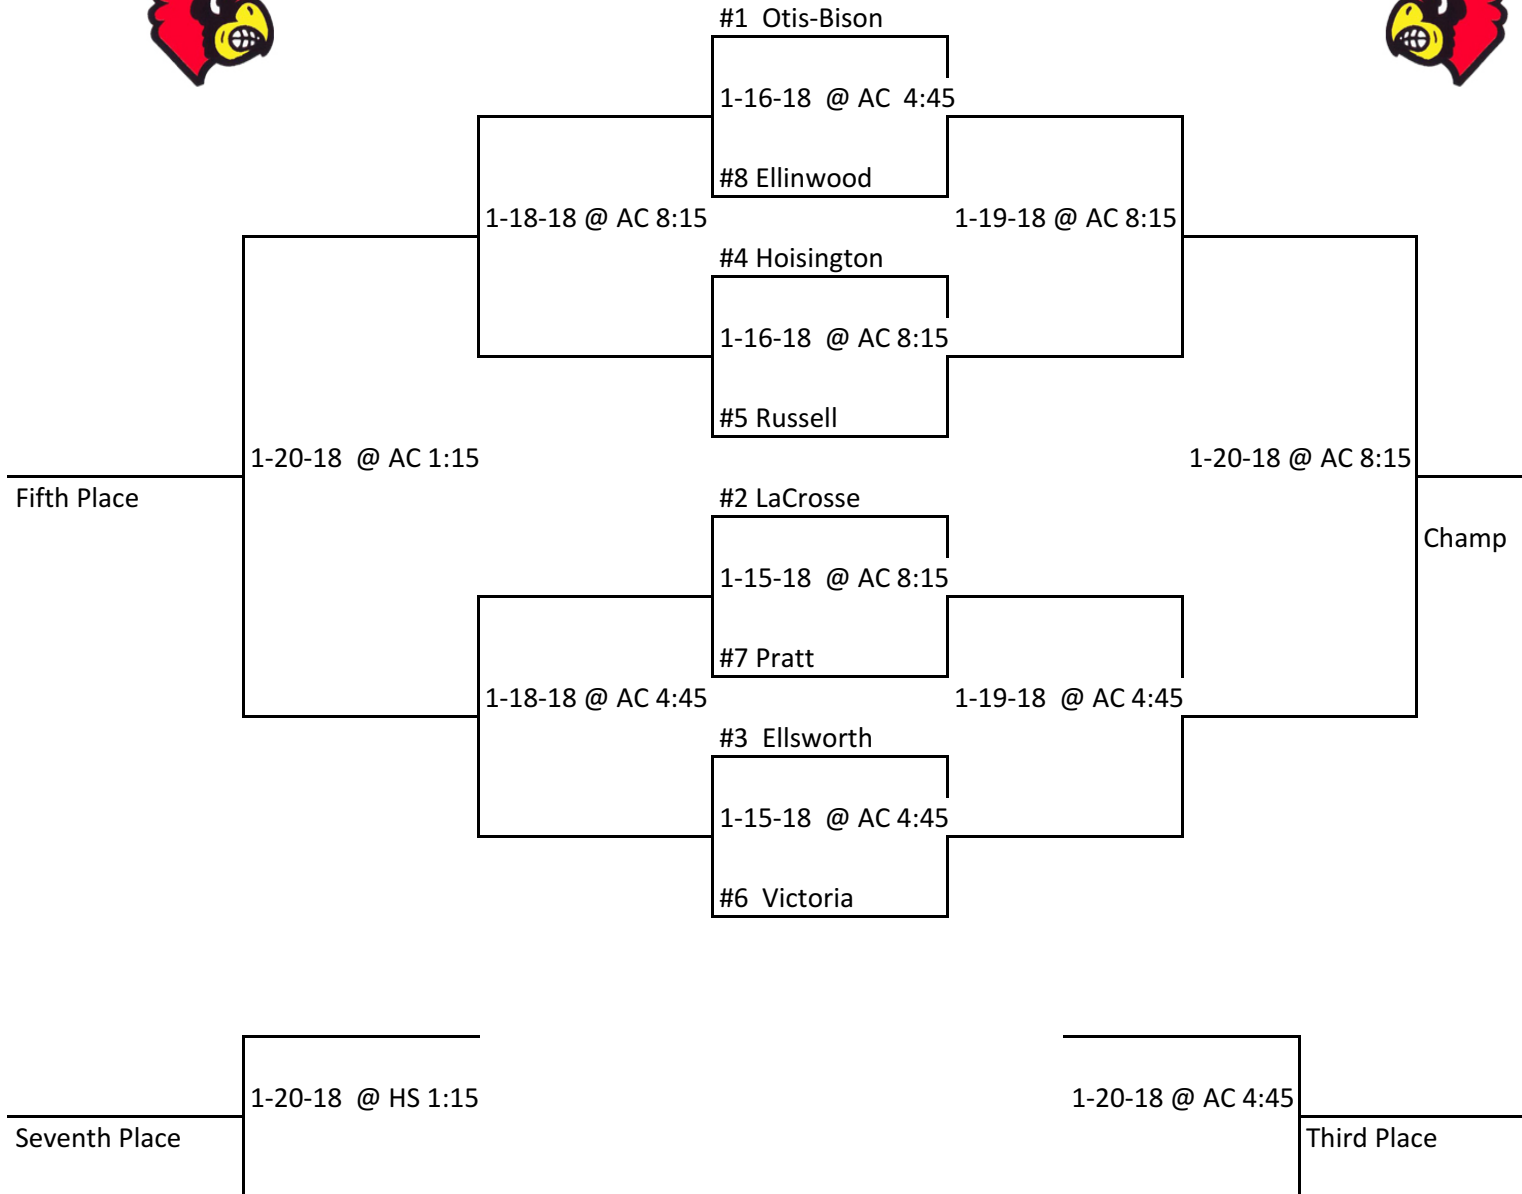 #1  Otis-Bison
1-16-18  @ AC  4:45
#8 Ellinwood
1-18-18 @ AC 8:15
1-19-18 @ AC 8:15
#4 Hoisington
1-16-18  @ AC 8:15
#5 Russell
1-20-18  @ AC 1:15
1-20-18 @ AC 8:15
Fifth Place
#2 LaCrosse
Champ
1-15-18  @ AC 8:15
#7 Pratt
1-18-18 @ AC 4:45
1-19-18  @ AC 4:45
#3  Ellsworth
1-15-18  @ AC 4:45
#6  Victoria
1-20-18  @ HS 1:15
1-20-18 @ AC 4:45
Seventh Place
Third Place